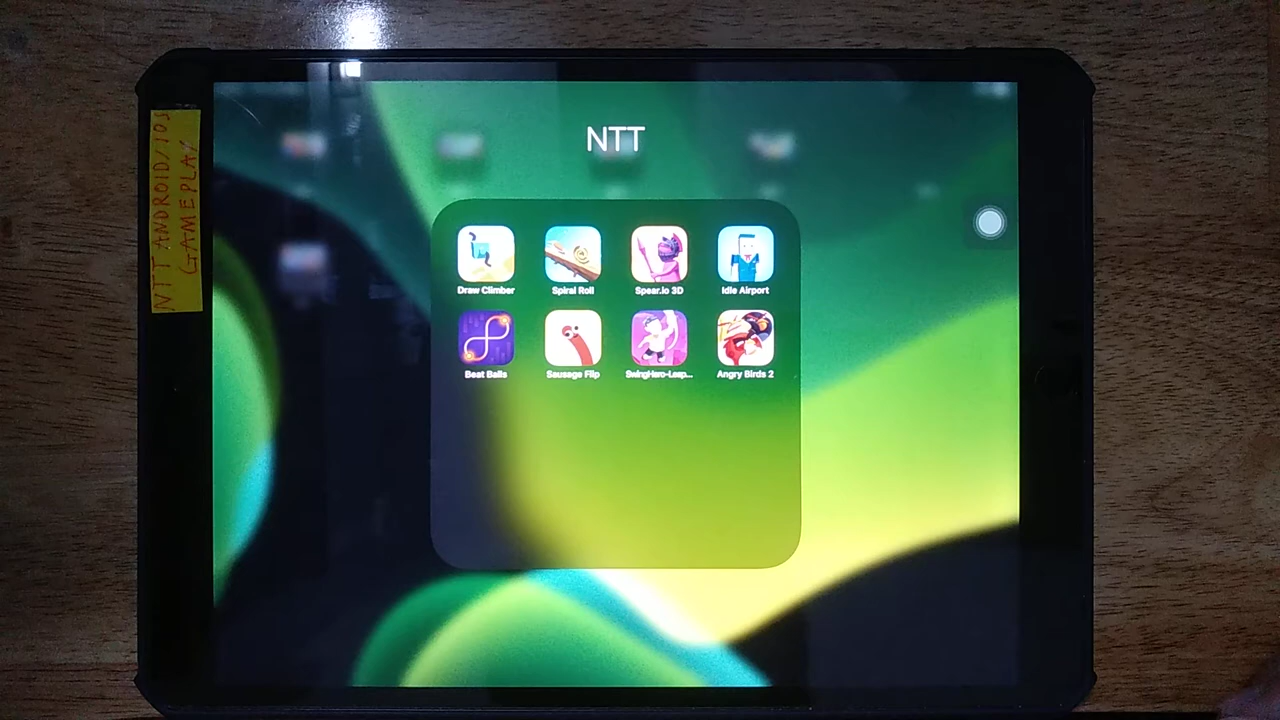 NTT ANDROID/IOS
GAMEPLAY
NTT
Draw Climber
Spiral Roll
Spear.io 3D
Idle Airport
Beat Balls
Sausage Flip
SwingHero-Leap...
Angry Birds 2